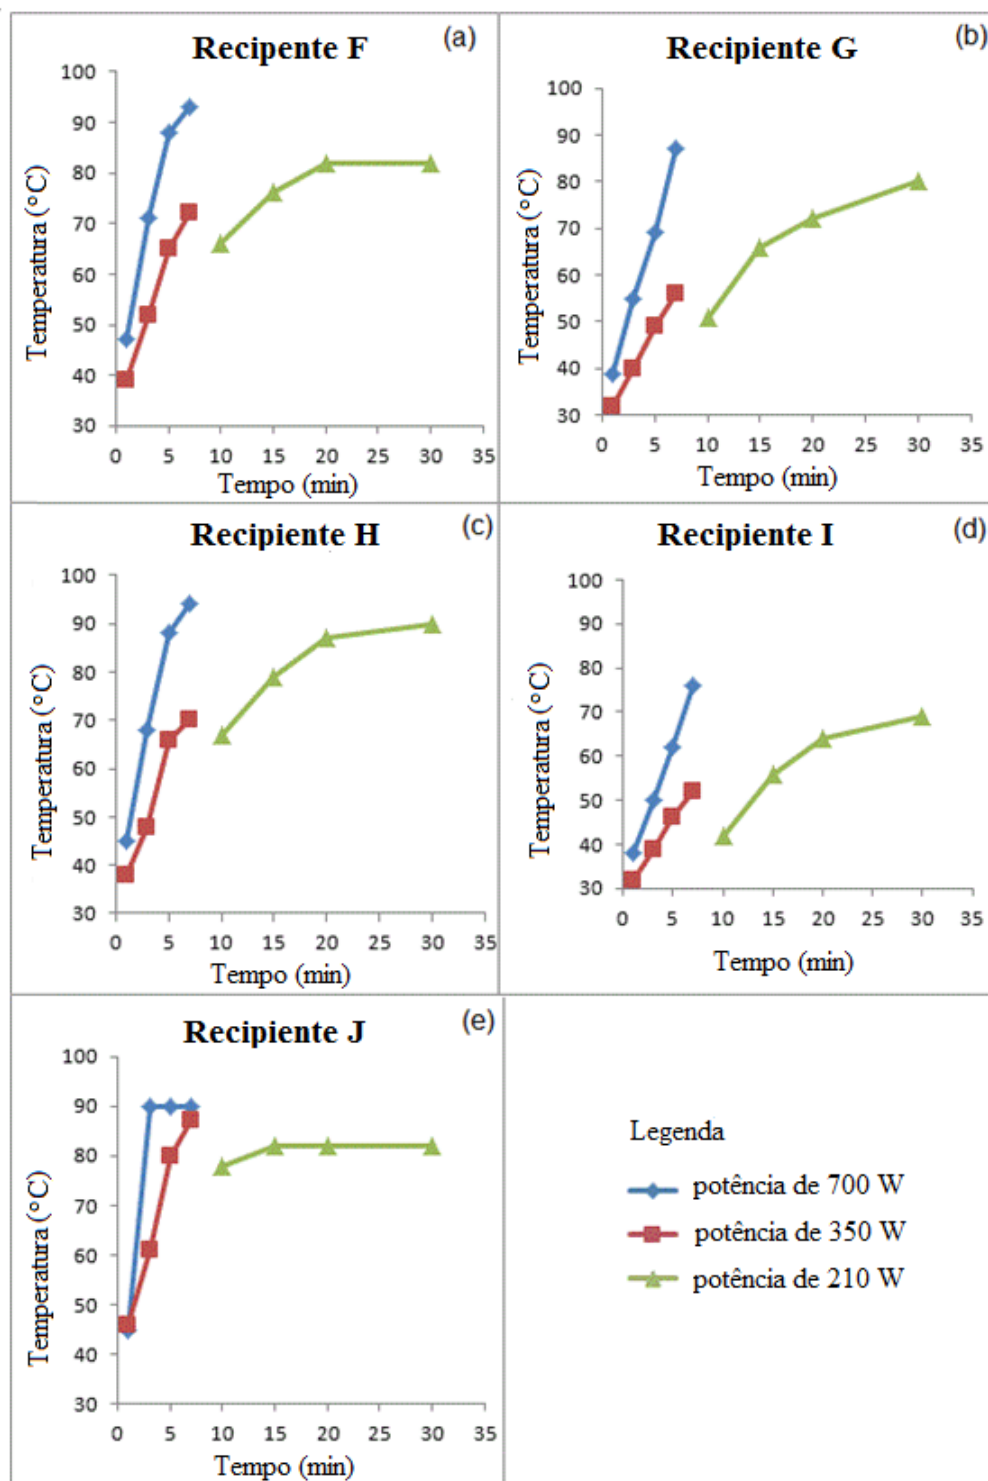 Recipente F (a)
100
90
80
70
60
50
40
30
0 5 10 15 20 25 30 35
Temperatura (°C)
Tempo (min)
Recipiente G (b)
100
90
80
70
60
50
40
30
0 5 10 15 20 25 30 35
Temperatura (°C)
Tempo (min)
Recipiente H (c)
100
90
80
70
60
50
40
30
0 5 10 15 20 25 30 35
Temperatura (°C)
Tempo (min)
Recipiente I (d)
100
90
80
70
60
50
40
30
0 5 10 15 20 25 30 35
Temperatura (°C)
Tempo (min)
Recipiente J (e)
100
90
80
70
60
50
40
30
0 5 10 15 20 25 30 35
Temperatura (°C)
Tempo (min)
Legenda
potência de 700 W
potência de 350 W
potência de 210 W